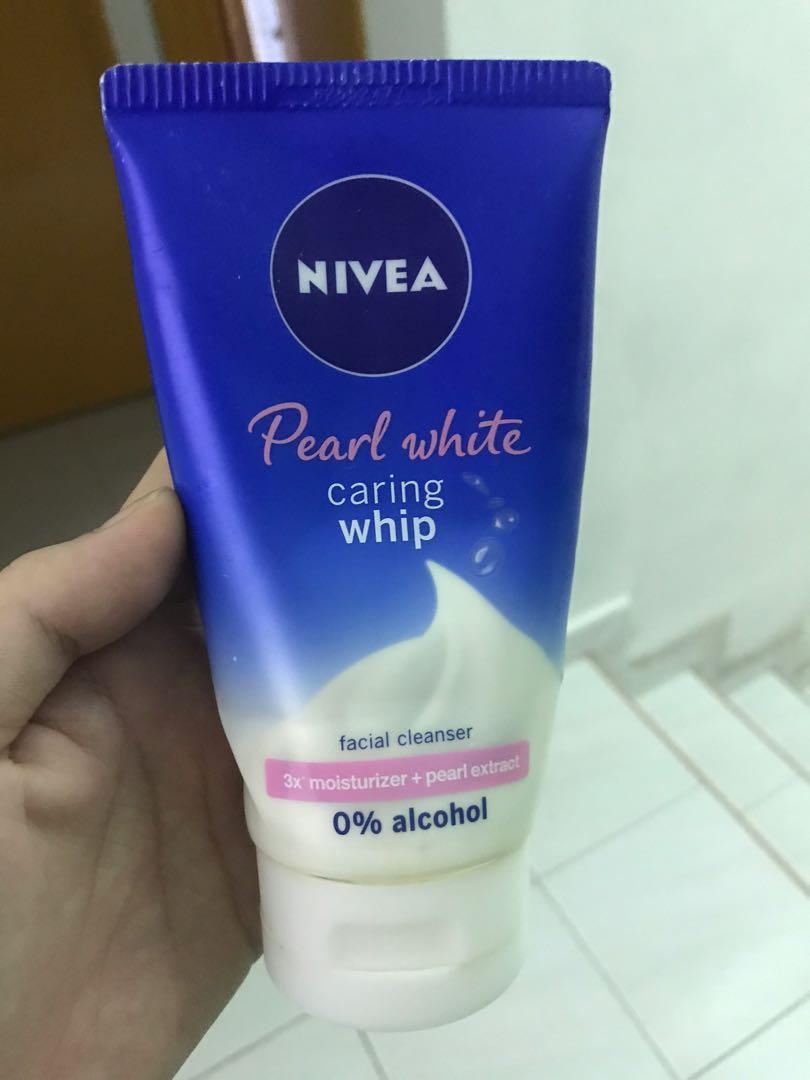 NIVEA
Pearl white
caring
whip
facial cleanser
3x* moisturizer + pearl extract
0% alcohol